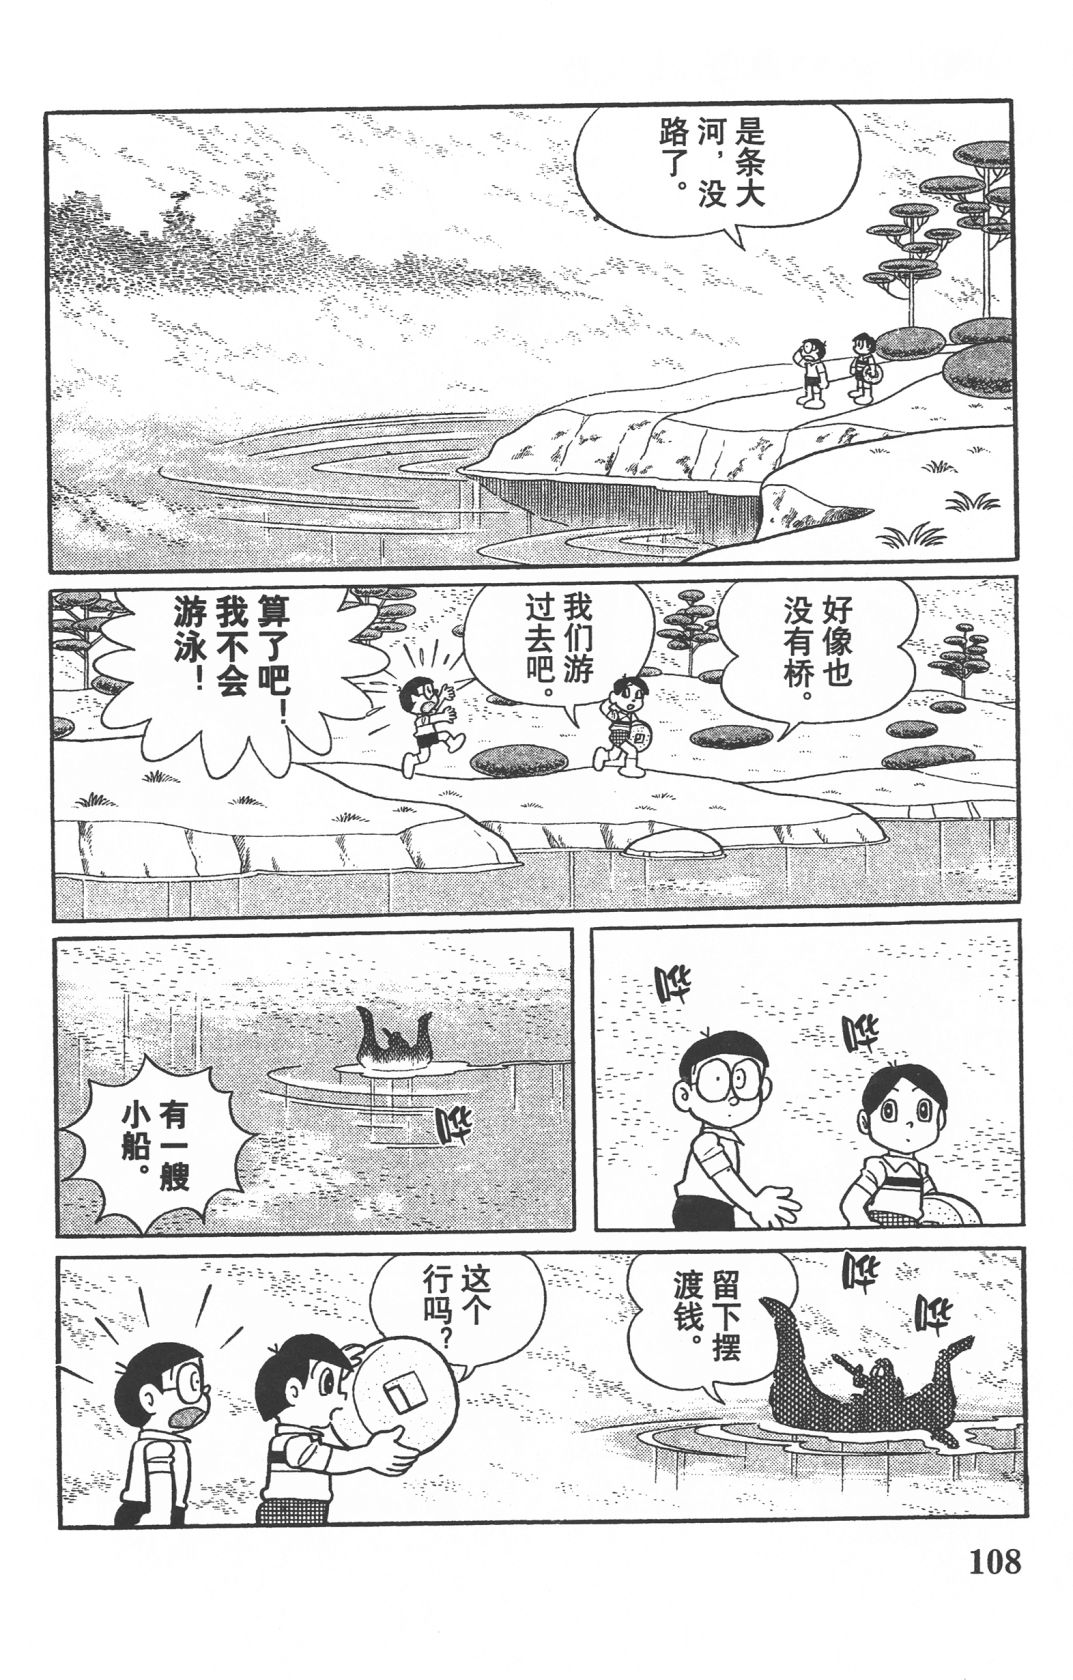 是条大
河，没
路了。
好像也
没有桥。
我们游
过去吧。
算了吧！
我不会
游泳！
哗
哗
有一艘
小船。
哗
哗
哗
留下摆
渡钱。
这个
行吗？
108